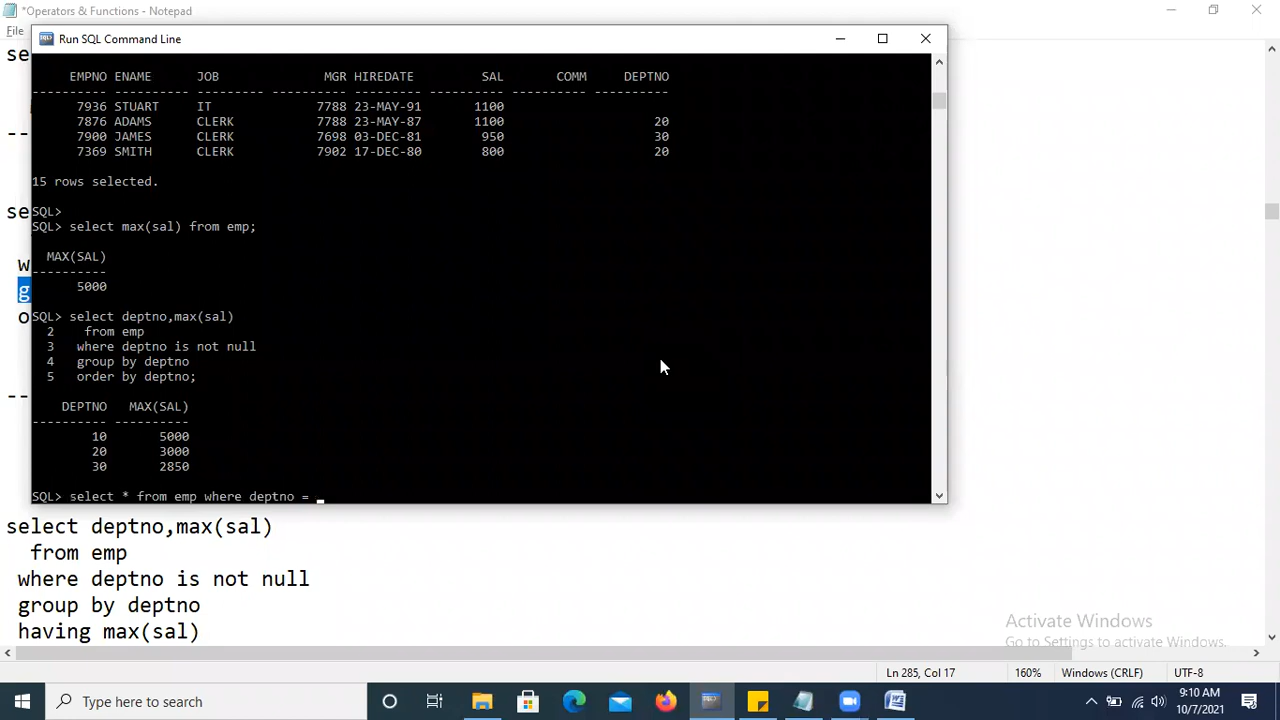 *Operators & Functions - Notepad
File
Run SQL Command Line
se
EMPNO ENAME JOB MGR HIREDATE SAL COMM DEPTNO
---------- ---------- --------- ---------- --------- ---------- ---------- ----------
7936 STUART IT 7788 23-MAY-91 1100
7876 ADAMS CLERK 7788 23-MAY-87 1100 20
7900 JAMES CLERK 7698 03-DEC-81 950 30
--
7369 SMITH CLERK 7902 17-DEC-80 800 20
15 rows selected.
se
SQL>
SQL> select max(sal) from emp;
w
MAX(SAL)
----------
g
5000
o
SQL> select deptno,max(sal)
2 from emp
3 where deptno is not null
4 group by deptno
5 order by deptno;
--
DEPTNO MAX(SAL)
---------- ----------
10 5000
20 3000
30 2850
SQL> select * from emp where deptno = _
select deptno,max(sal)
from emp
where deptno is not null
group by deptno
having max(sal)
Activate Windows
Go to Settings to activate Windows.
Ln 285, Col 17 160% Windows (CRLF) UTF-8
Type here to search
9:10 AM
10/7/2021